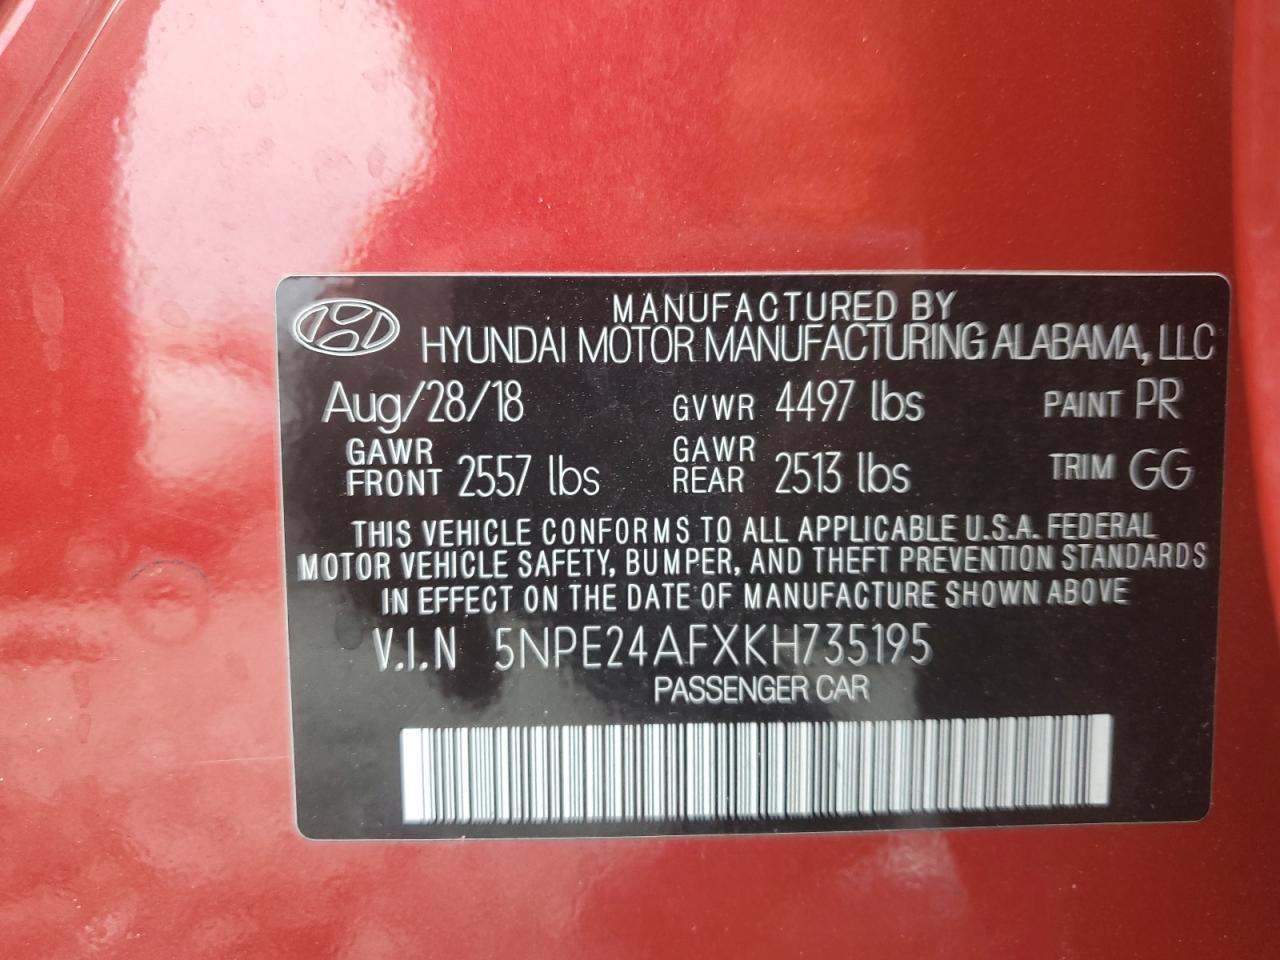 MANUFACTURED BY
HYUNDAI MOTOR MANUFACTURING ALABAMA, LLC
Aug/28/18 GVWR 4497 lbs PAINT PR
GAWR FRONT 2557 lbs GAWR REAR 2513 lbs TRIM GG
THIS VEHICLE CONFORMS TO ALL APPLICABLE U.S.A. FEDERAL
MOTOR VEHICLE SAFETY, BUMPER, AND THEFT PREVENTION STANDARDS
IN EFFECT ON THE DATE OF MANUFACTURE SHOWN ABOVE
V.I.N 5NPE24AFXKH735195
PASSENGER CAR